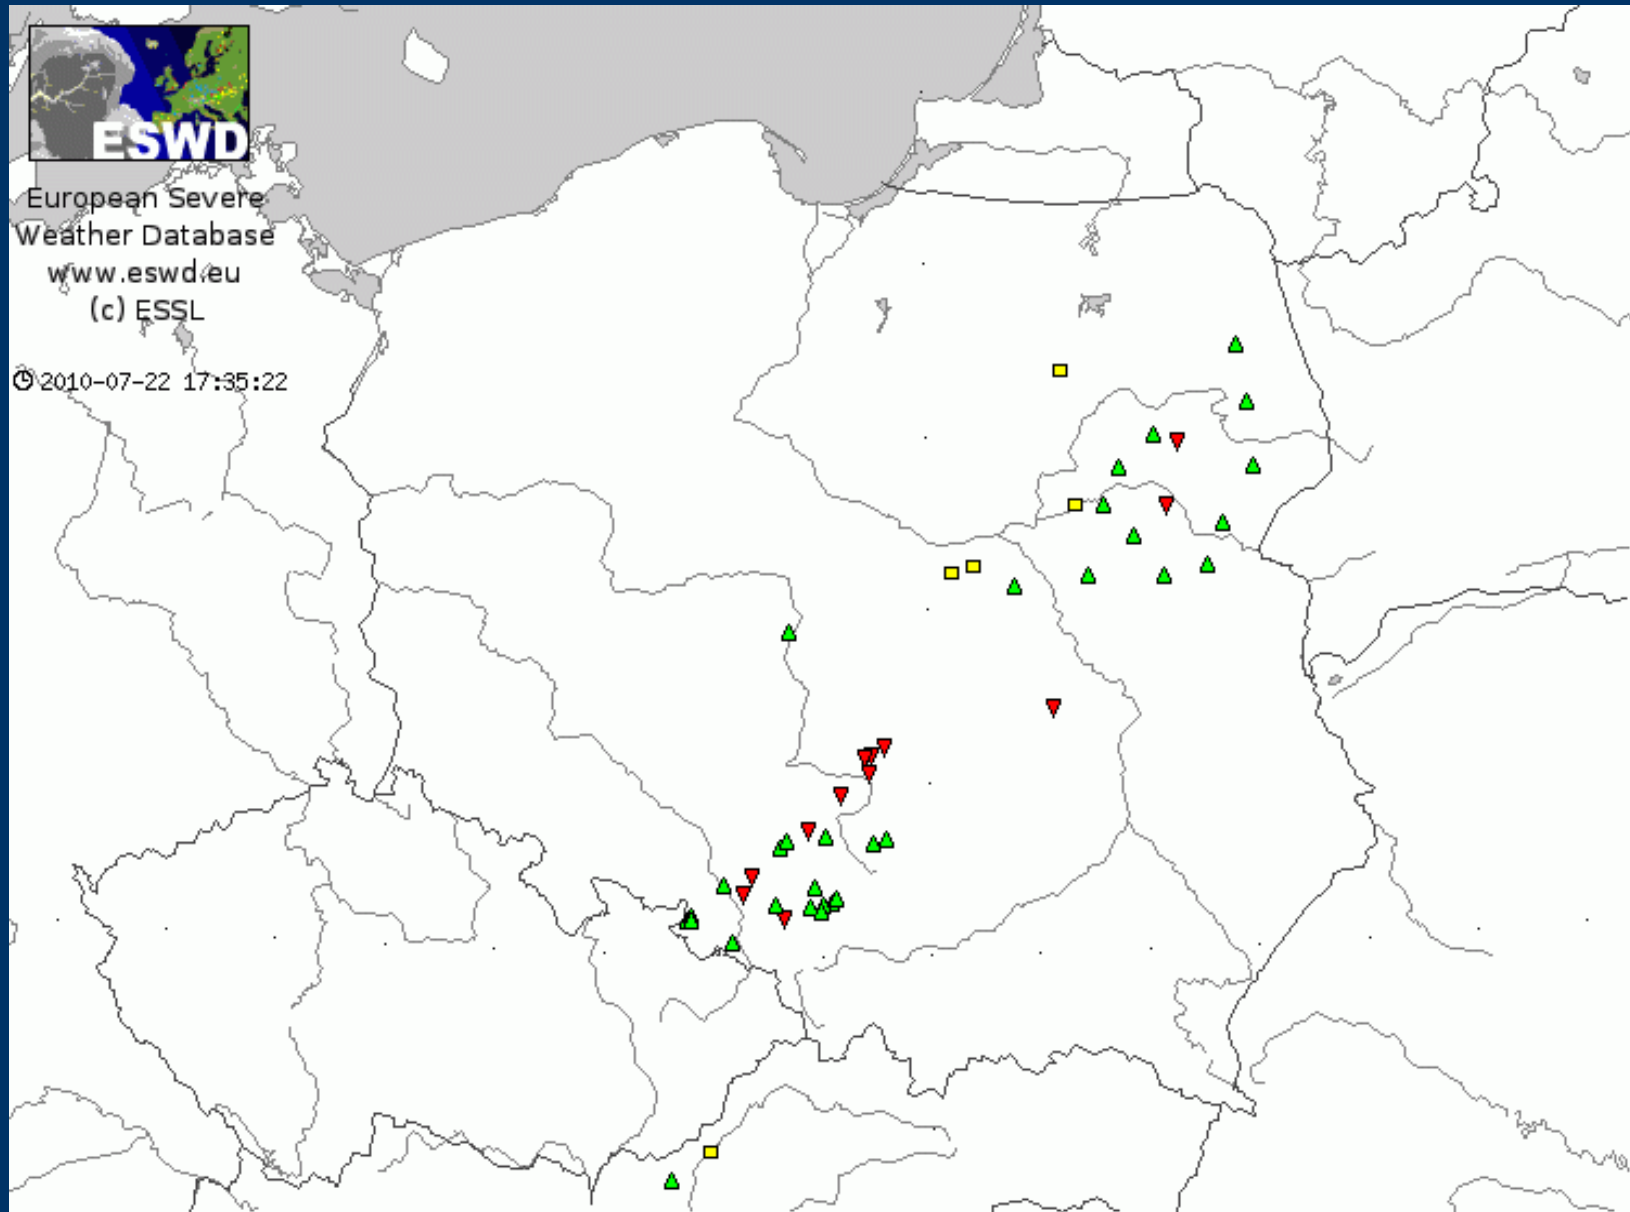 ESWD
European Severe
Weather Database
www.eswd.eu
(c) ESSL
2010-07-22 17:35:22